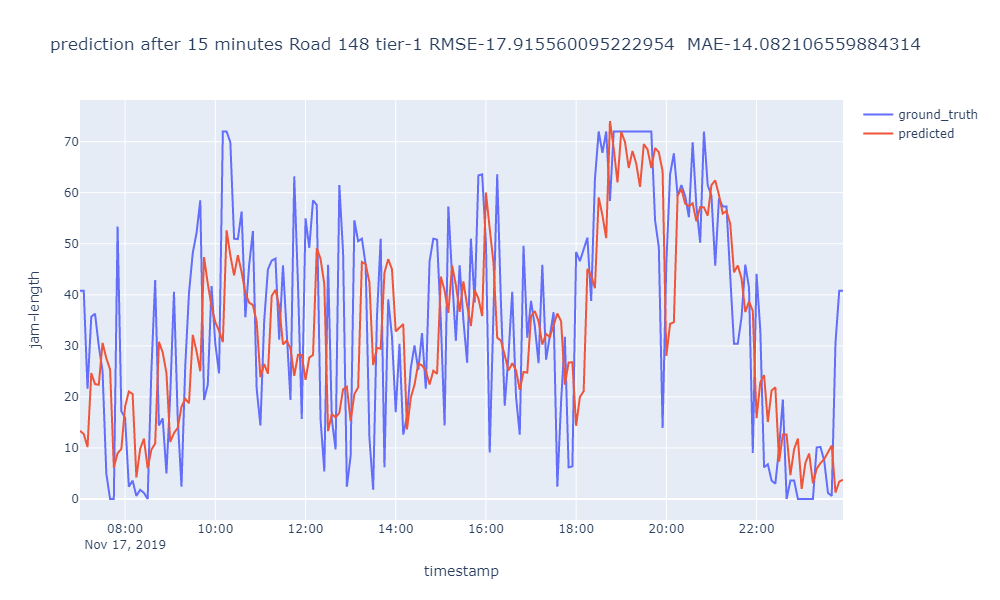 prediction after 15 minutes Road 148 tier-1 RMSE-17.915560095222954  MAE-14.082106559884314
ground_truth
predicted
70
60
50
40
30
20
10
0
jam-length
08:00 10:00 12:00 14:00 16:00 18:00 20:00 22:00
Nov 17, 2019
timestamp